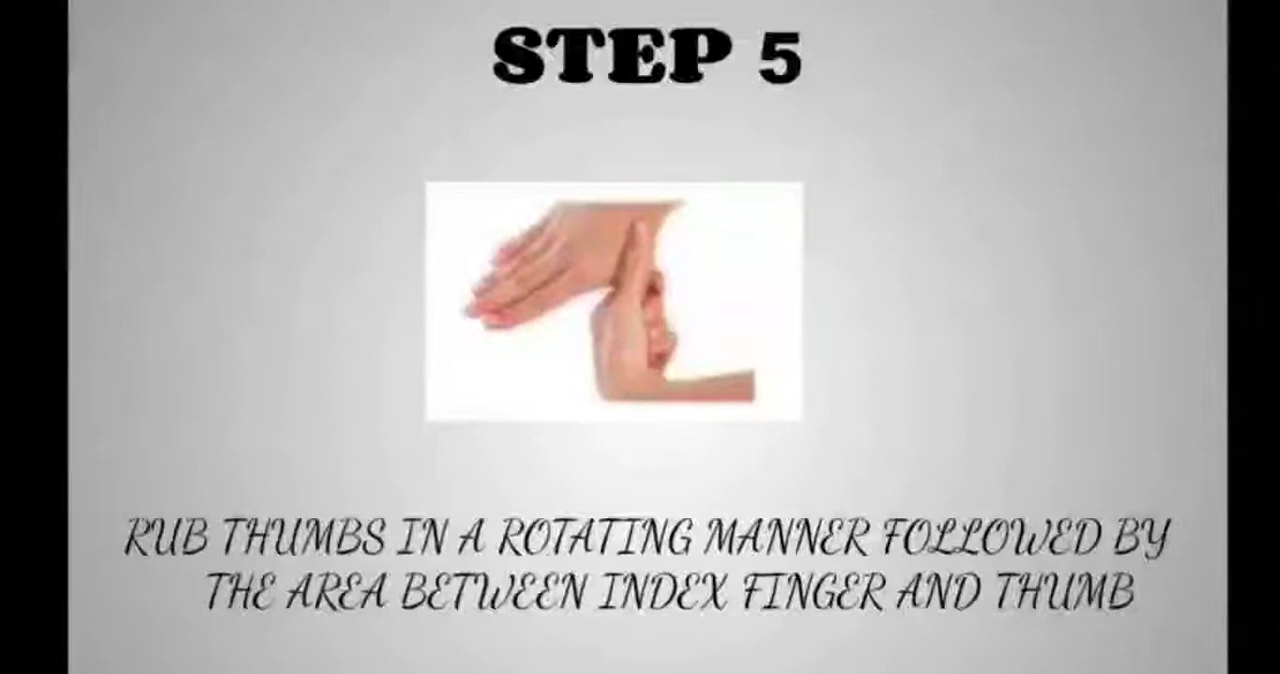 STEP 5
RUB THUMBS IN A ROTATING MANNER FOLLOWED BY
THE AREA BETWEEN INDEX FINGER AND THUMB